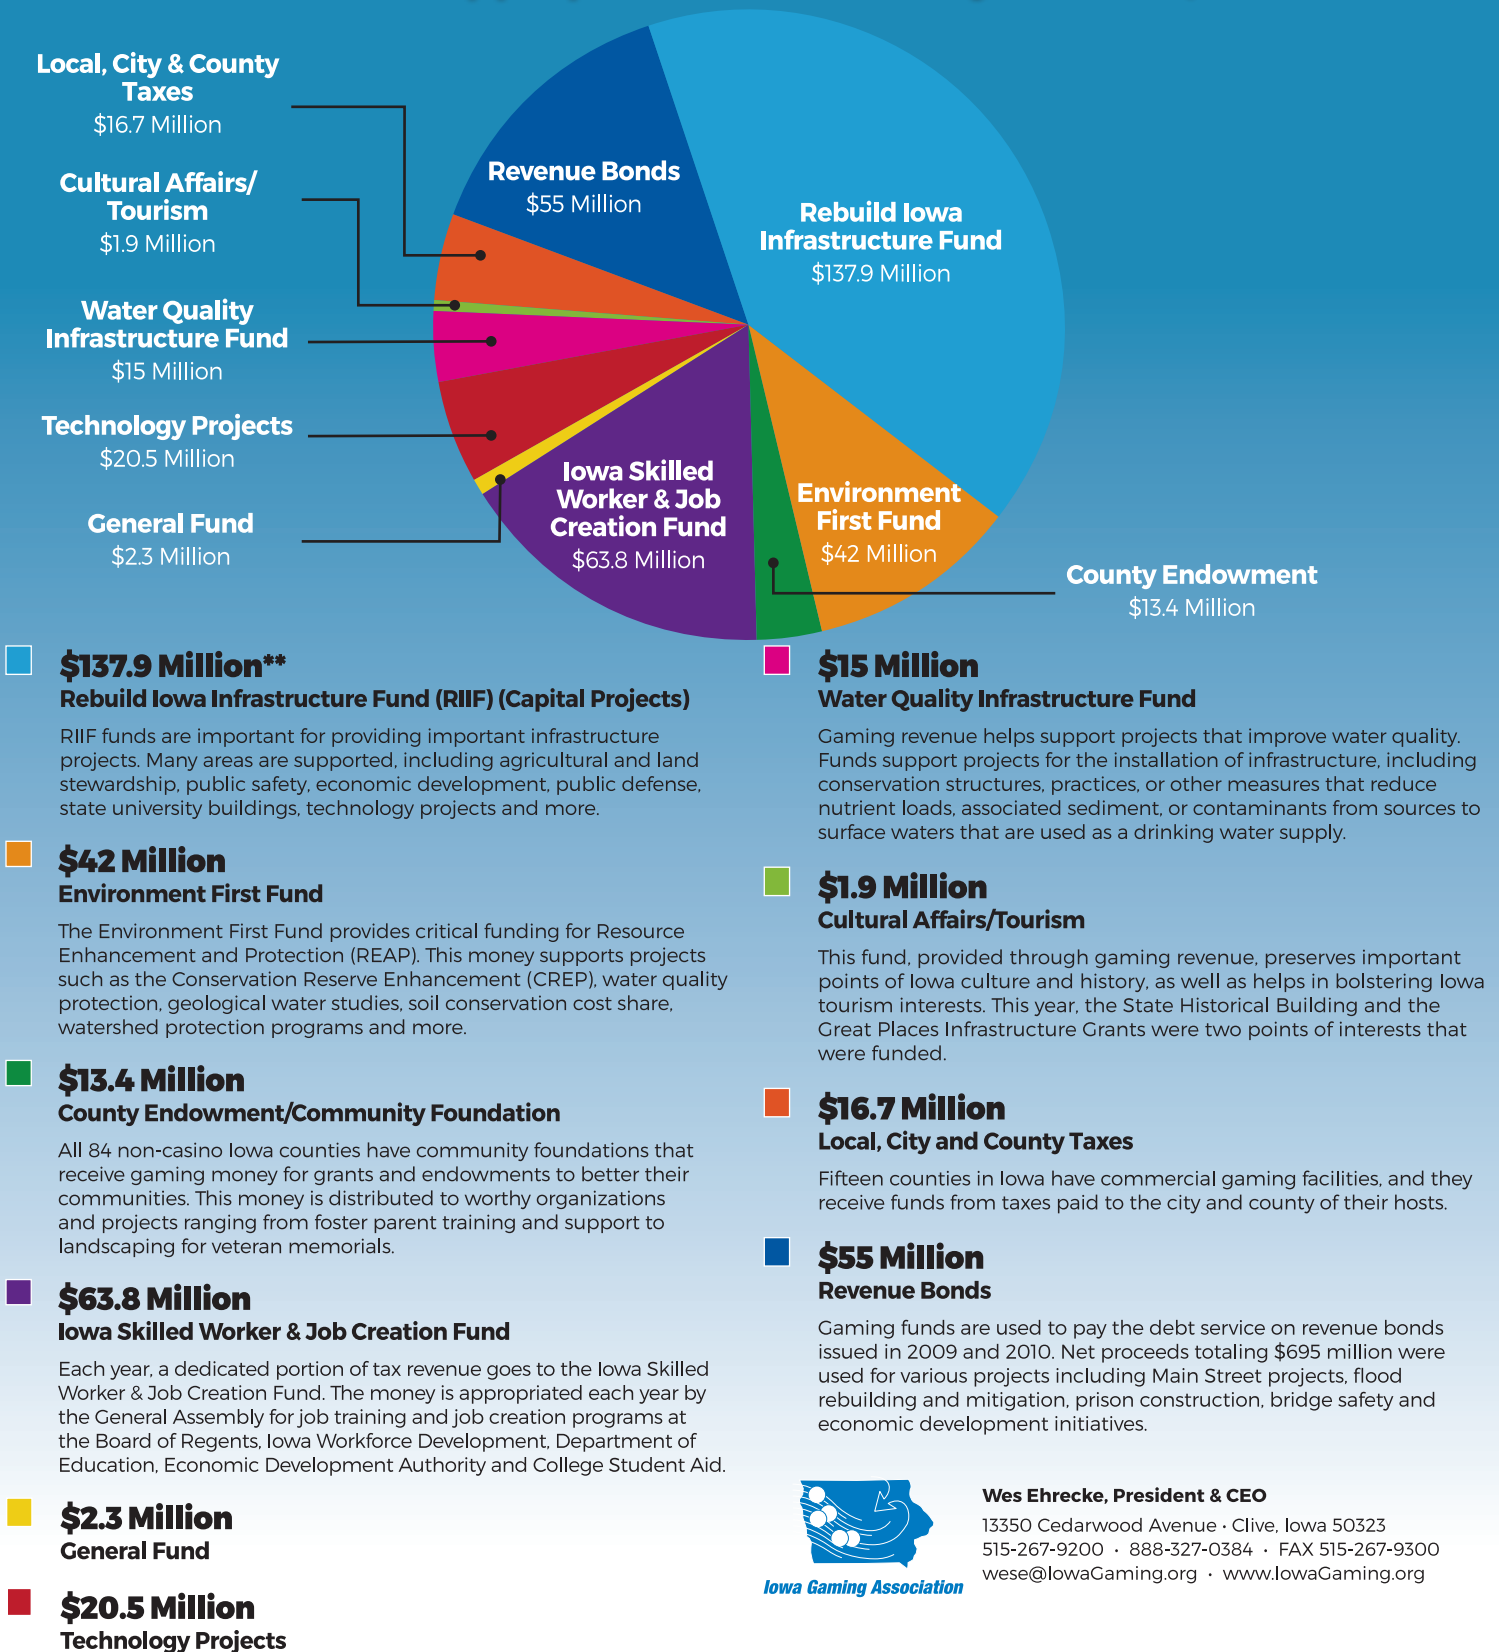 Local, City & County
Taxes
$16.7 Million
Cultural Affairs/
Tourism
$1.9 Million
Water Quality
Infrastructure Fund
$15 Million
Technology Projects
$20.5 Million
General Fund
$2.3 Million
Revenue Bonds
$55 Million
Rebuild Iowa
Infrastructure Fund
$137.9 Million
Iowa Skilled
Worker & Job
Creation Fund
$63.8 Million
Environment
First Fund
$42 Million
County Endowment
$13.4 Million
$137.9 Million**
Rebuild Iowa Infrastructure Fund (RIIF) (Capital Projects)
RIIF funds are important for providing important infrastructure
projects. Many areas are supported, including agricultural and land
stewardship, public safety, economic development, public defense,
state university buildings, technology projects and more.
$42 Million
Environment First Fund
The Environment First Fund provides critical funding for Resource
Enhancement and Protection (REAP). This money supports projects
such as the Conservation Reserve Enhancement (CREP), water quality
protection, geological water studies, soil conservation cost share,
watershed protection programs and more.
$13.4 Million
County Endowment/Community Foundation
All 84 non-casino Iowa counties have community foundations that
receive gaming money for grants and endowments to better their
communities. This money is distributed to worthy organizations
and projects ranging from foster parent training and support to
landscaping for veteran memorials.
$63.8 Million
Iowa Skilled Worker & Job Creation Fund
Each year, a dedicated portion of tax revenue goes to the Iowa Skilled
Worker & Job Creation Fund. The money is appropriated each year by
the General Assembly for job training and job creation programs at
the Board of Regents, Iowa Workforce Development, Department of
Education, Economic Development Authority and College Student Aid.
$2.3 Million
General Fund
$20.5 Million
Technology Projects
$15 Million
Water Quality Infrastructure Fund
Gaming revenue helps support projects that improve water quality.
Funds support projects for the installation of infrastructure, including
conservation structures, practices, or other measures that reduce
nutrient loads, associated sediment, or contaminants from sources to
surface waters that are used as a drinking water supply.
$1.9 Million
Cultural Affairs/Tourism
This fund, provided through gaming revenue, preserves important
points of Iowa culture and history, as well as helps in bolstering Iowa
tourism interests. This year, the State Historical Building and the
Great Places Infrastructure Grants were two points of interests that
were funded.
$16.7 Million
Local, City and County Taxes
Fifteen counties in Iowa have commercial gaming facilities, and they
receive funds from taxes paid to the city and county of their hosts.
$55 Million
Revenue Bonds
Gaming funds are used to pay the debt service on revenue bonds
issued in 2009 and 2010. Net proceeds totaling $695 million were
used for various projects including Main Street projects, flood
rebuilding and mitigation, prison construction, bridge safety and
economic development initiatives.
Iowa Gaming Association
Wes Ehrecke, President & CEO
13350 Cedarwood Avenue • Clive, Iowa 50323
515-267-9200 • 888-327-0384 • FAX 515-267-9300
wese@IowaGaming.org • www.IowaGaming.org